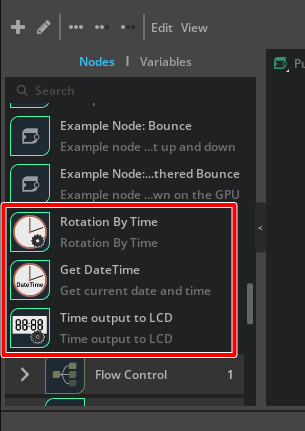 Edit View
Nodes | Variables
Pu
Search
Example Node: Bounce
Example node ...t up and down
Example Node:...thered Bounce
Example node ...wn on the GPU
Rotation By Time
Rotation By Time
DateTime
Get DateTime
Get current date and time
88:88
Time output to LCD
Time output to LCD
Flow Control 1